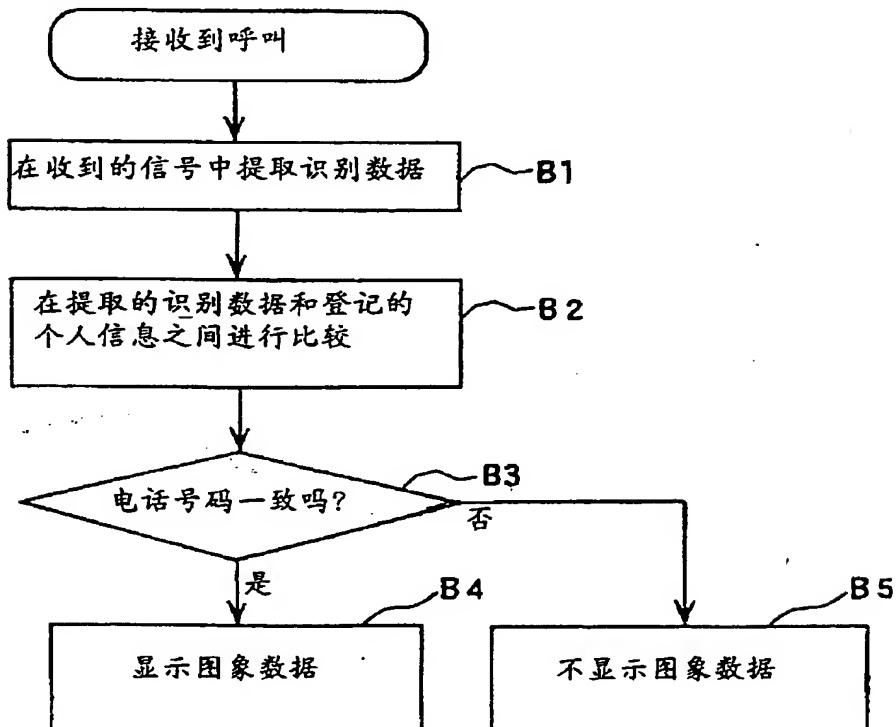 接收到呼叫
在收到的信号中提取识别数据
B1
在提取的识别数据和登记的
个人信息之间进行比较
B2
电话号码一致吗?
B3
否
是
B4
B5
显示图象数据
不显示图象数据